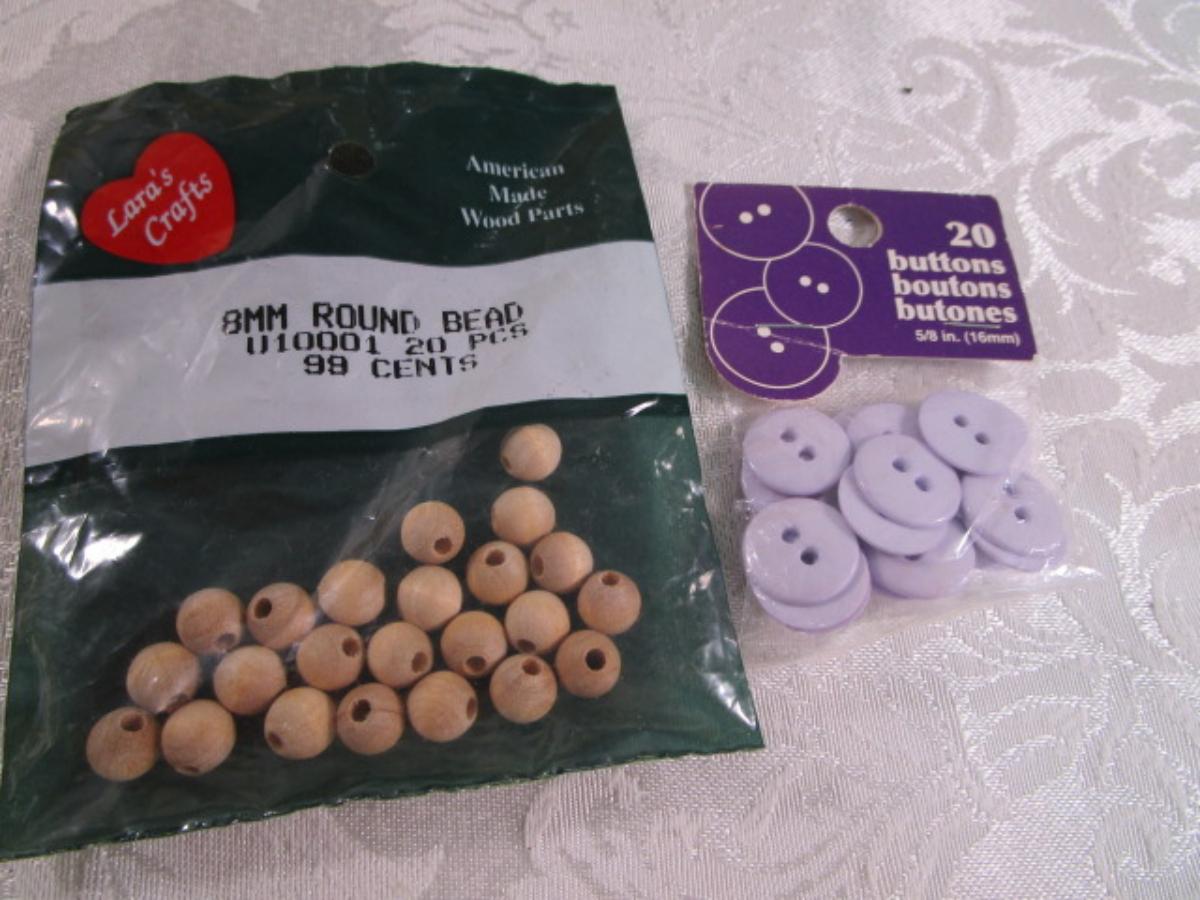 Lara's
Crafts
American
Made
Wood Parts
8MM ROUND BEAD
U10001 20 PCS
99 CENTS
20
buttons
boutons
butones
5/8 in. (16mm)